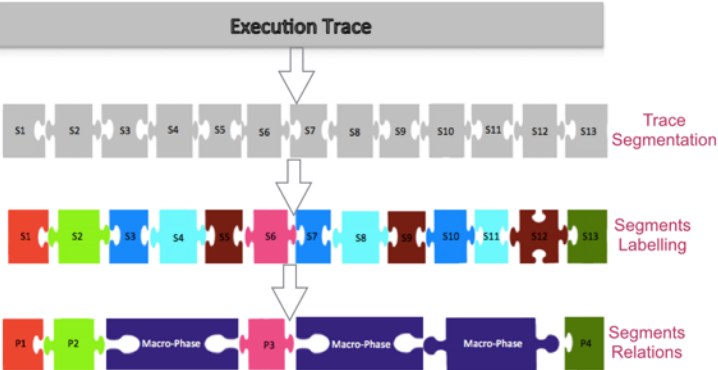 Execution Trace
S1 S2 S3 S4 S5 S6 S7 S8 S9 S10 S11 S12 S13
Trace
Segmentation
S1 S2 S3 S4 S5 S6 S7 S8 S9 S10 S11 S12 S13
Segments
Labelling
P1 P2 Macro-Phase P3 Macro-Phase Macro-Phase P4
Segments
Relations